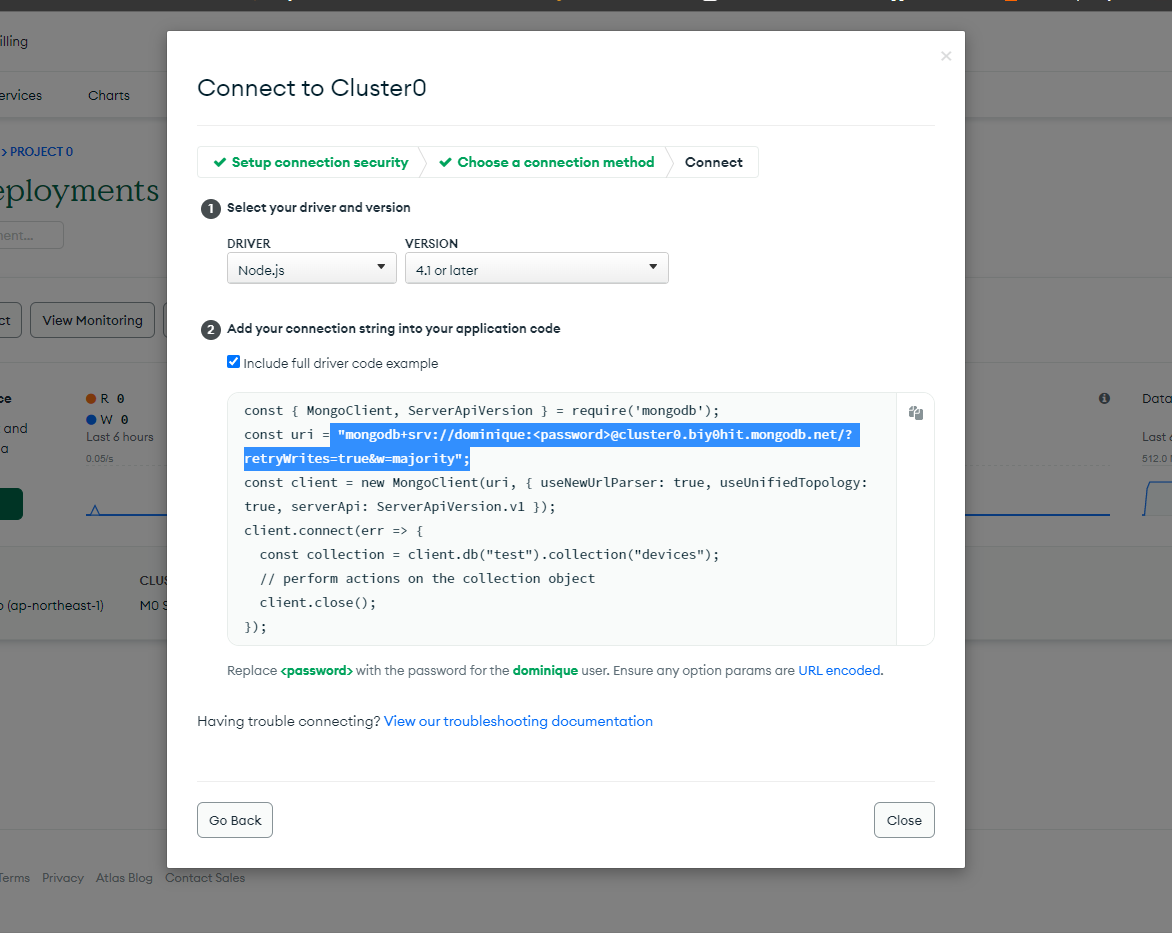 illing
×
Connect to Cluster0
ervices
Charts
✔ Setup connection security
✔ Choose a connection method
Connect
> PROJECT 0
eployments
ment...
1 Select your driver and version
DRIVER
VERSION
Node.js
4.1 or later
ct
View Monitoring
2 Add your connection string into your application code
Include full driver code example
ce
R 0
and
W 0
a
Last 6 hours
0.05/s
const { MongoClient, ServerApiVersion } = require('mongodb');
const uri = "mongodb+srv://dominique:<password>@cluster0.biy0hit.mongodb.net/?
retryWrites=true&w=majority";
const client = new MongoClient(uri, { useNewUrlParser: true, useUnifiedTopology:
true, serverApi: ServerApiVersion.v1 });
client.connect(err => {
const collection = client.db("test").collection("devices");
// perform actions on the collection object
client.close();
});
Data
Last 6
512.0
CLUS
o (ap-northeast-1)
M0 S
Replace <password> with the password for the dominique user. Ensure any option params are URL encoded.
Having trouble connecting? View our troubleshooting documentation
Go Back
Close
Terms
Privacy
Atlas Blog
Contact Sales